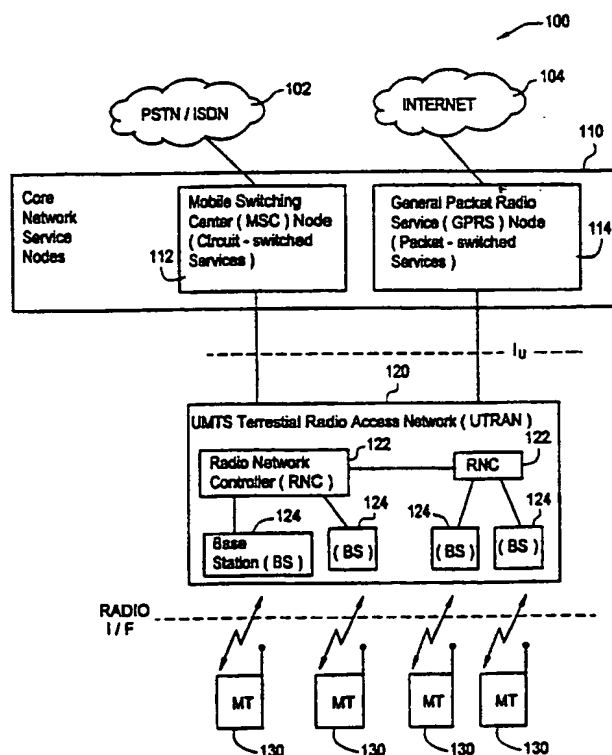 100
102
104
PSTN / ISDN
INTERNET
110
Core
Network
Service
Nodes
Mobile Switching
Center ( MSC ) Node
( Circuit - switched
Services )
112
General Packet Radio
Service ( GPRS ) Node
( Packet - switched
Services )
114
Iu
120
UMTS Terrestial Radio Access Network ( UTRAN )
122
Radio Network
Controller ( RNC )
RNC
122
124
Base
Station ( BS )
124
( BS )
124
( BS )
124
( BS )
RADIO
I / F
MT
MT
MT
MT
130
130
130
130